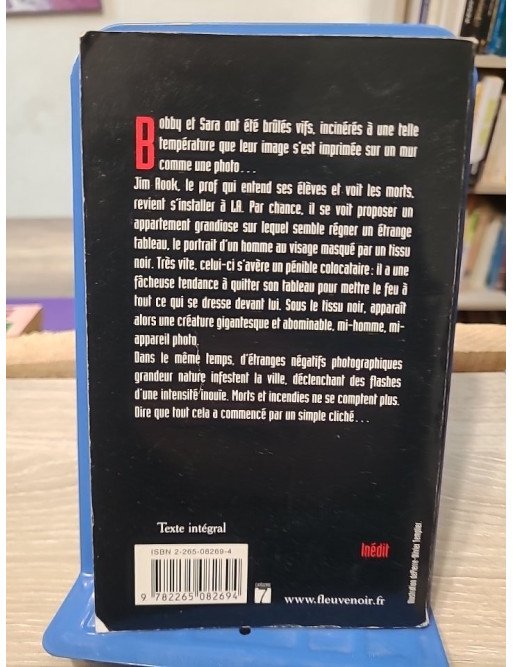 Bobby et Sara ont été brûlés vifs, incinérés à une telle
température que leur image s'est imprimée sur un mur
comme une photo...
Jim Rook, le prof qui entend ses élèves et voit les morts,
revient s'installer à LA. Par chance, il se voit proposer un
appartement grandiose sur lequel semble régner un étrange
tableau, le portrait d'un homme au visage masqué par un tissu
noir. Très vite, celui-ci s'avère un pénible colocataire : il a une
fâcheuse tendance à quitter son tableau pour mettre le feu à
tout ce qui se dresse devant lui. Sous le tissu noir, apparaît
alors une créature gigantesque et abominable, mi-homme, mi-
appareil photo.
Dans le même temps, d'étranges négatifs photographiques
grandeur nature infestent la ville, déclenchant des flashes
d'une intensité inouïe. Morts et incendies ne se comptent plus.
Dire que tout cela a commencé par un simple cliché...
Texte intégral
ISBN 2-265-08269-4
9 782265 082694
7
Inédit
www.fleuvenoir.fr
Illustration de Pierre-Olivier Templier